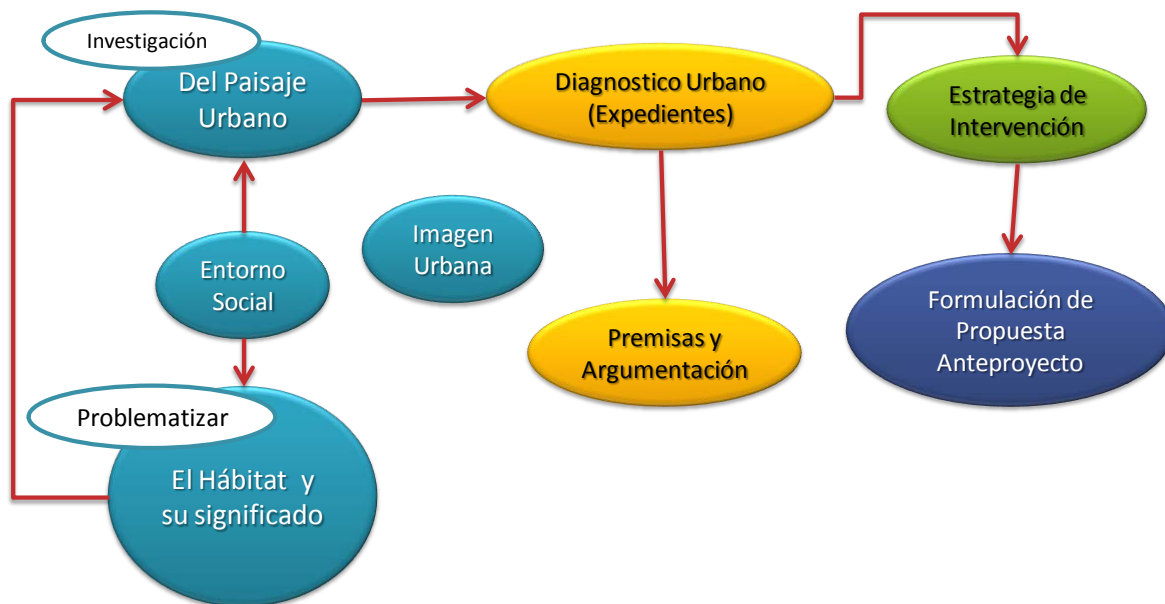 Investigación
Del Paisaje
Urbano
Diagnostico Urbano
(Expedientes)
Estrategia de
Intervención
Imagen
Urbana
Entorno
Social
Formulación de
Propuesta
Anteproyecto
Premisas y
Argumentación
Problematizar
El Hábitat y
su significado